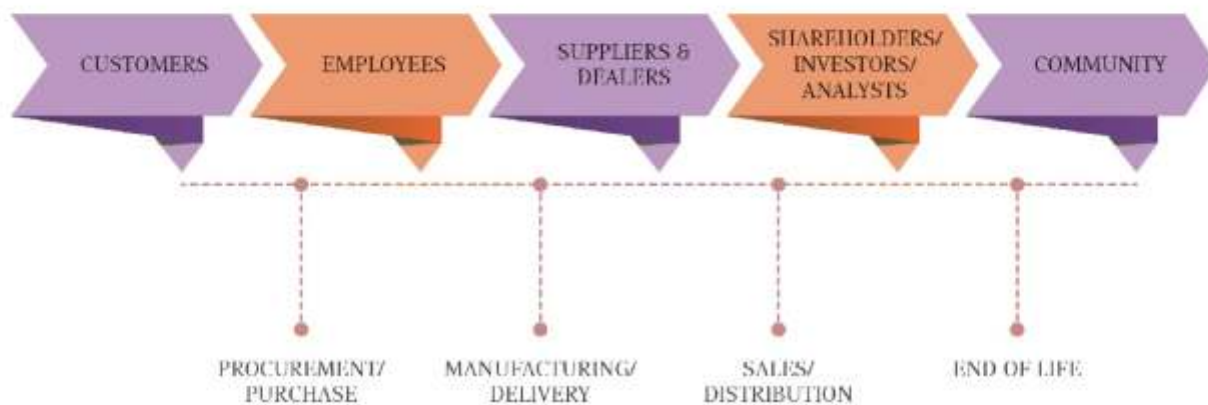 CUSTOMERS
EMPLOYEES
SUPPLIERS &
DEALERS
SHAREHOLDERS/
INVESTORS/
ANALYSTS
COMMUNITY
PROCUREMENT/
PURCHASE
MANUFACTURING/
DELIVERY
SALES/
DISTRIBUTION
END OF LIFE